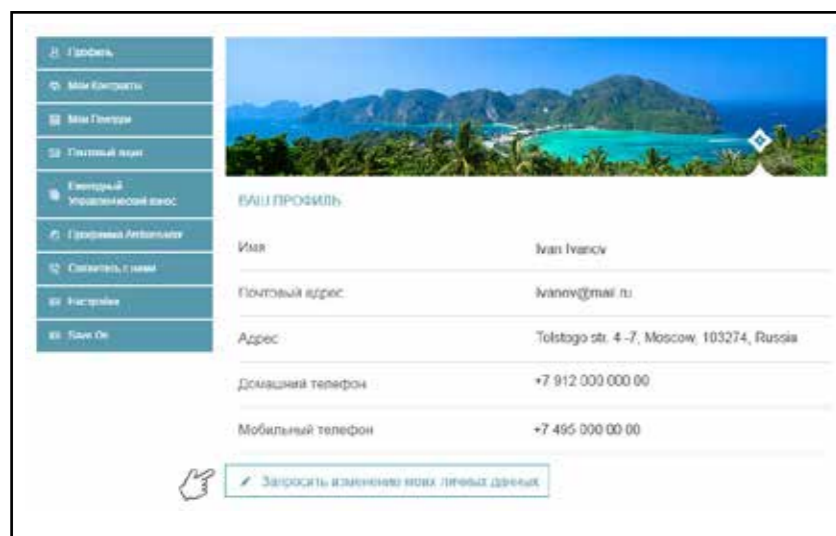 Профиль
Мои Контракты
Мои Поездки
Почтовый ящик
Ежегодный
Управленческий взнос
Программа Ambassador
Свяжитесь с нами
Настройки
Save On
ВАШ ПРОФИЛЬ
Имя Ivan Ivanov
Почтовый адрес Ivanov@mail.ru
Адрес Tolstogo str. 4 -7, Moscow, 103274, Russia
Домашний телефон +7 912 000 000 00
Мобильный телефон +7 495 000 00 00
Запросить изменение моих личных данных